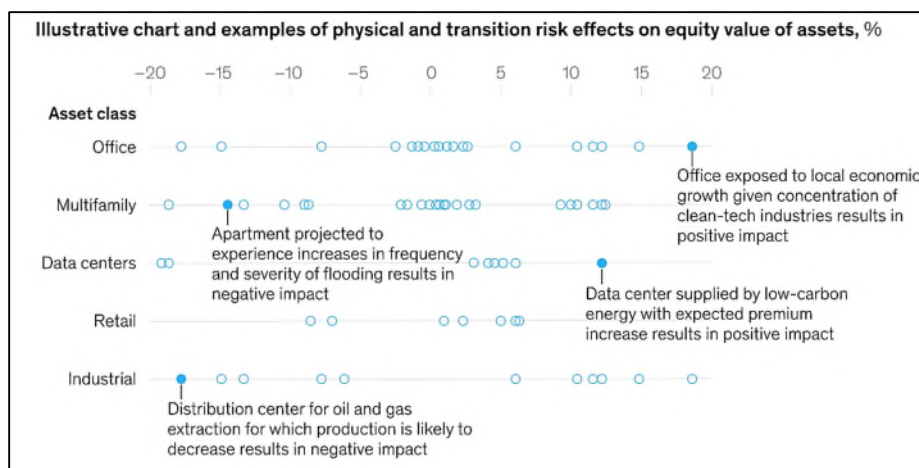 Illustrative chart and examples of physical and transition risk effects on equity value of assets, %
−20 −15 −10 −5 0 5 10 15 20
Asset class
Office
Office exposed to local economic
growth given concentration of
clean-tech industries results in
positive impact
Multifamily
Apartment projected to
experience increases in frequency
and severity of flooding results in
negative impact
Data centers
Data center supplied by low-carbon
energy with expected premium
increase results in positive impact
Retail
Industrial
Distribution center for oil and gas
extraction for which production is likely to
decrease results in negative impact